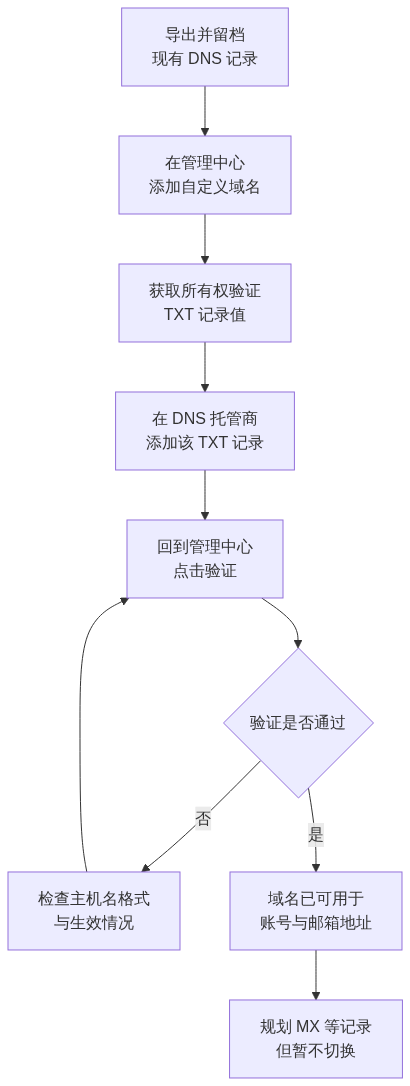 导出并留档
现有 DNS 记录
在管理中心
添加自定义域名
获取所有权验证
TXT 记录值
在 DNS 托管商
添加该 TXT 记录
回到管理中心
点击验证
验证是否通过
否
是
检查主机名格式
与生效情况
域名已可用于
账号与邮箱地址
规划 MX 等记录
但暂不切换